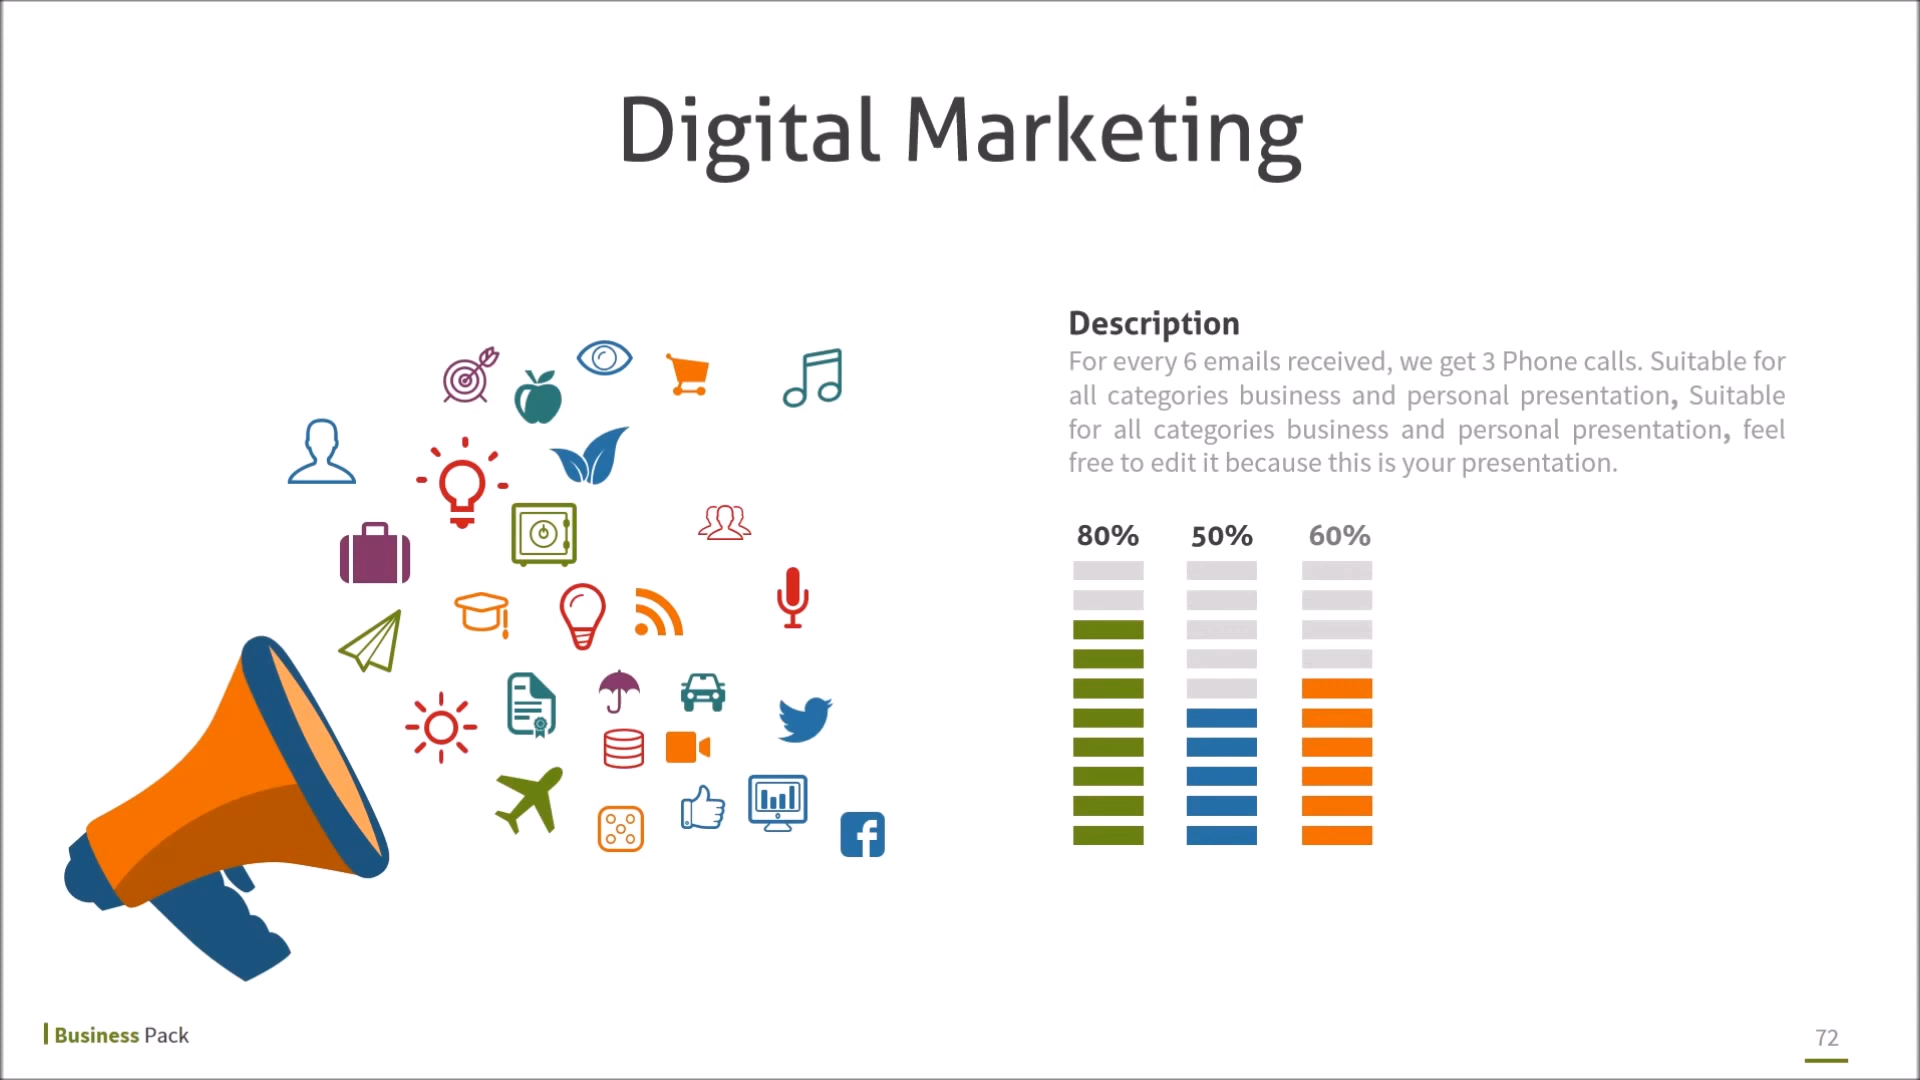 Digital Marketing
Description
For every 6 emails received, we get 3 Phone calls. Suitable for
all categories business and personal presentation, Suitable
for all categories business and personal presentation, feel
free to edit it because this is your presentation.
80% 50% 60%
Business Pack
72